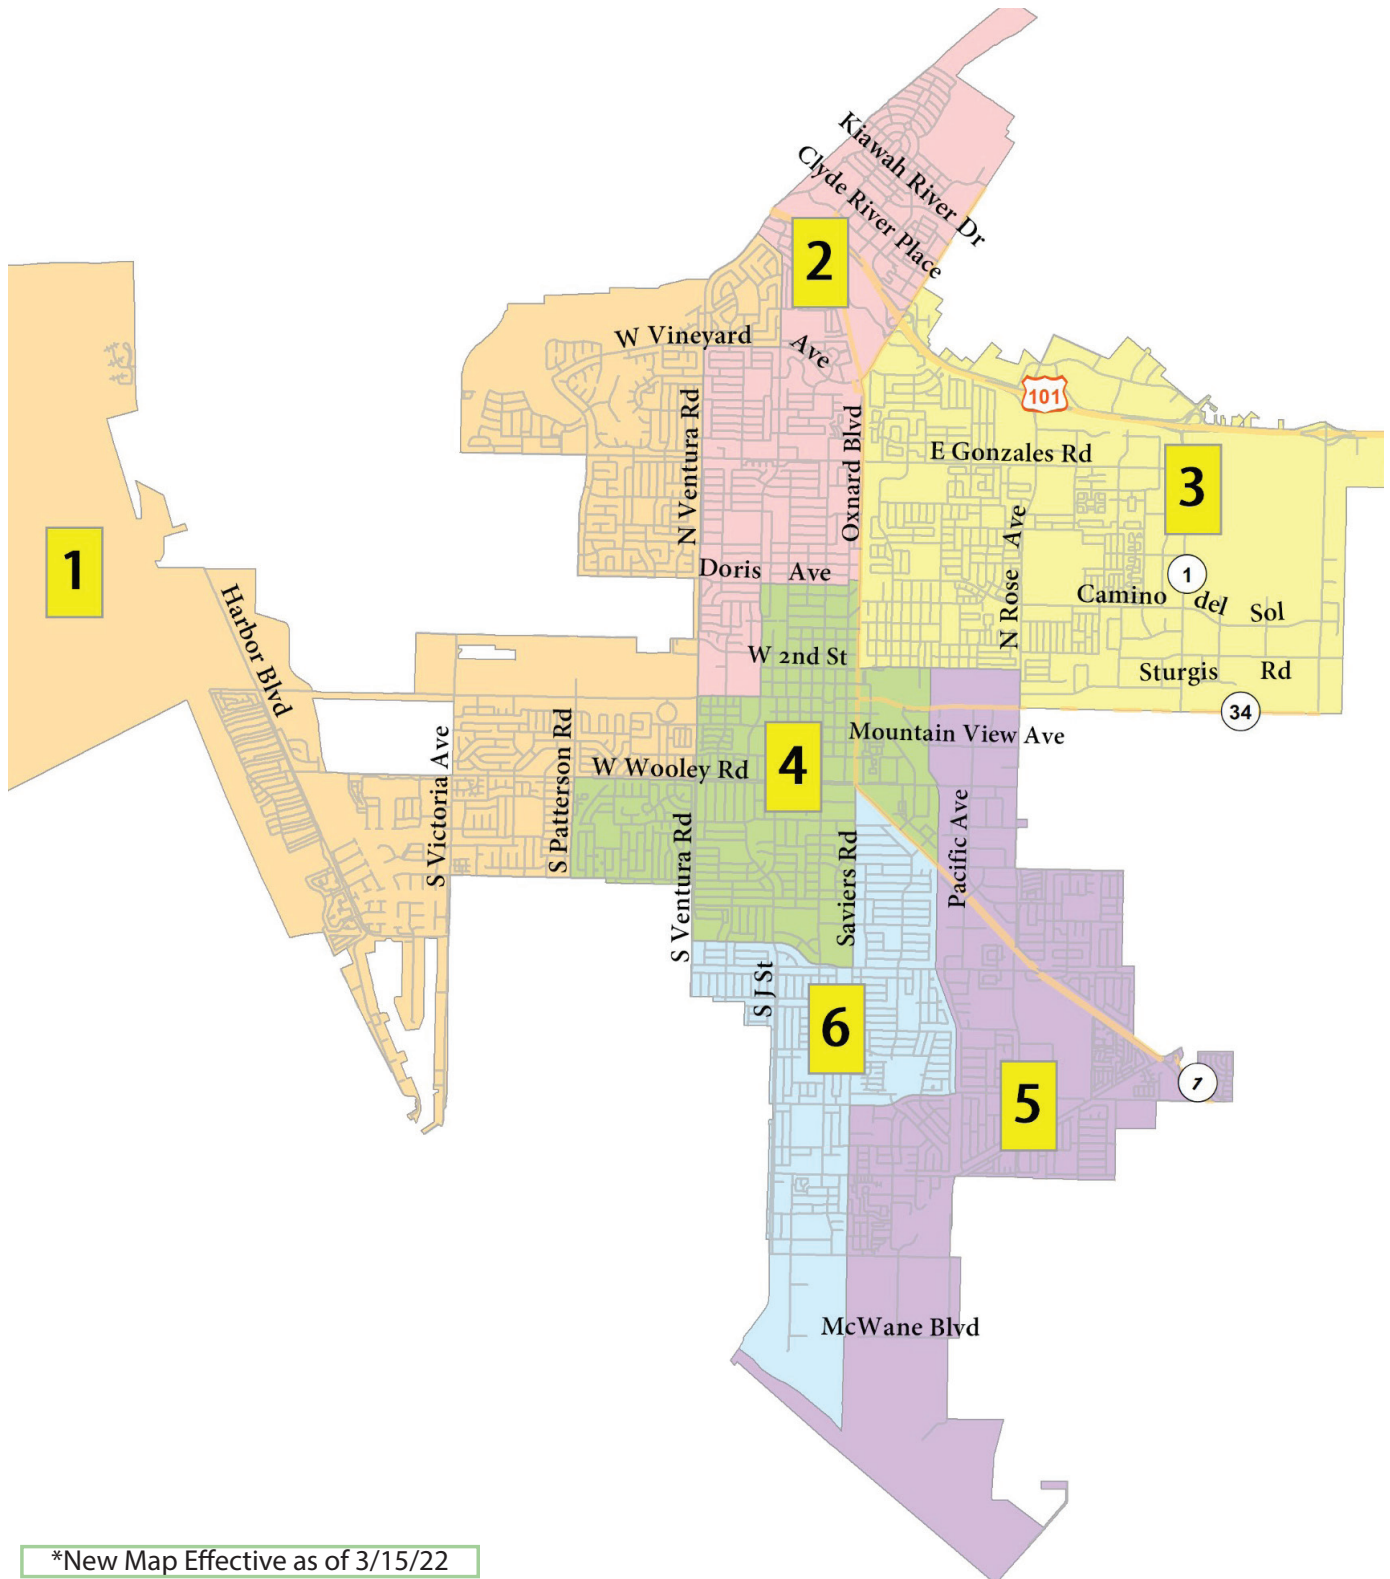 Kiawah River Dr
Clyde River Place
2
W Vineyard Ave
101
N Ventura Rd
Oxnard Blvd
E Gonzales Rd
3
N Rose Ave
1
1
Doris Ave
Camino del Sol
Harbor Blvd
W 2nd St
Sturgis Rd
34
S Victoria Ave
S Patterson Rd
W Wooley Rd
4
Mountain View Ave
S Ventura Rd
Saviers Rd
Pacific Ave
S J St
6
5
1
McWane Blvd
*New Map Effective as of 3/15/22